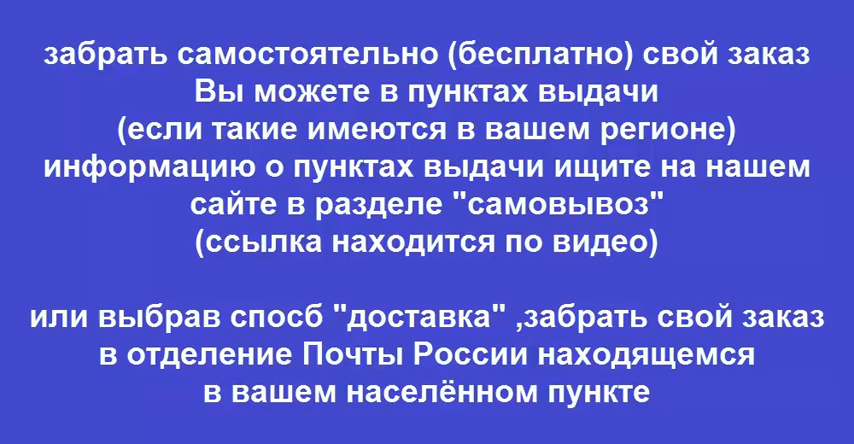 забрать самостоятельно (бесплатно) свой заказ
Вы можете в пунктах выдачи
(если такие имеются в вашем регионе)
информацию о пунктах выдачи ищите на нашем
сайте в разделе "самовывоз"
(ссылка находится по видео)
или выбрав спосб "доставка" ,забрать свой заказ
в отделение Почты России находящемся
в вашем населённом пункте